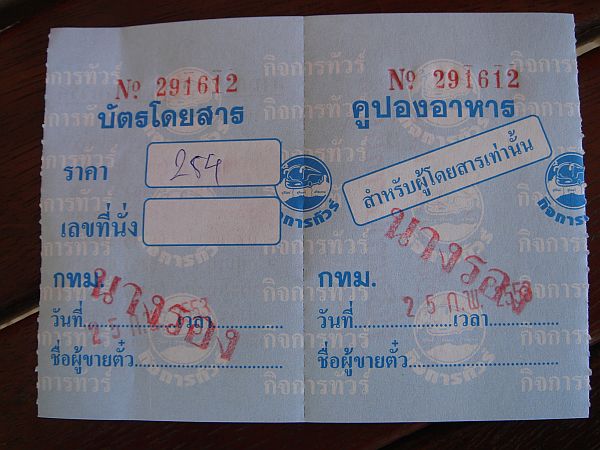 Nº 291612
บัตรโดยสาร
ราคา 254
เลขที่นั่ง
กทม.
นางรอง
วันที่ 25 2553 เวลา
ชื่อผู้ขายตั๋ว
กิจการทัวร์
Nº 291612
คูปองอาหาร
สำหรับผู้โดยสารเท่านั้น
กทม.
นางรอง
25 ก.พ. 2553
วันที่ เวลา
ชื่อผู้ขายตั๋ว
กิจการทัวร์